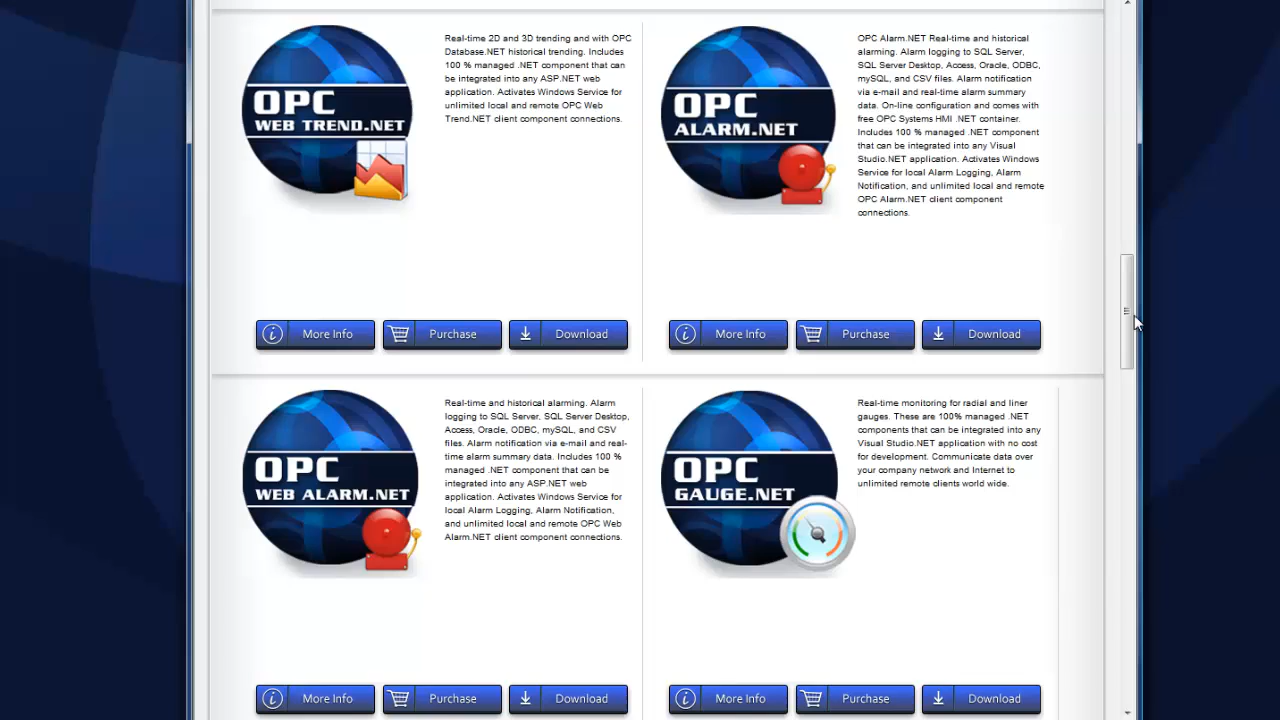 OPC
WEB TREND.NET
Real-time 2D and 3D trending and with OPC
Database.NET historical trending. Includes
100 % managed .NET component that can
be integrated into any ASP.NET web
application. Activates Windows Service for
unlimited local and remote OPC Web
Trend.NET client component connections.
More Info
Purchase
Download
OPC
ALARM.NET
OPC Alarm.NET Real-time and historical
alarming. Alarm logging to SQL Server,
SQL Server Desktop, Access, Oracle, ODBC,
mySQL, and CSV files. Alarm notification
via e-mail and real-time alarm summary
data. On-line configuration and comes with
free OPC Systems HMI .NET container.
Includes 100 % managed .NET component
that can be integrated into any Visual
Studio.NET application. Activates Windows
Service for local Alarm Logging, Alarm
Notification, and unlimited local and remote
OPC Alarm.NET client component
connections.
More Info
Purchase
Download
OPC
WEB ALARM.NET
Real-time and historical alarming. Alarm
logging to SQL Server, SQL Server Desktop,
Access, Oracle, ODBC, mySQL, and CSV
files. Alarm notification via e-mail and real-
time alarm summary data. Includes 100 %
managed .NET component that can be
integrated into any ASP.NET web
application. Activates Windows Service for
local Alarm Logging, Alarm Notification,
and unlimited local and remote OPC Web
Alarm.NET client component connections.
More Info
Purchase
Download
OPC
GAUGE.NET
Real-time monitoring for radial and liner
gauges. These are 100% managed .NET
components that can be integrated into any
Visual Studio.NET application with no cost
for development. Communicate data over
your company network and Internet to
unlimited remote clients world wide.
More Info
Purchase
Download